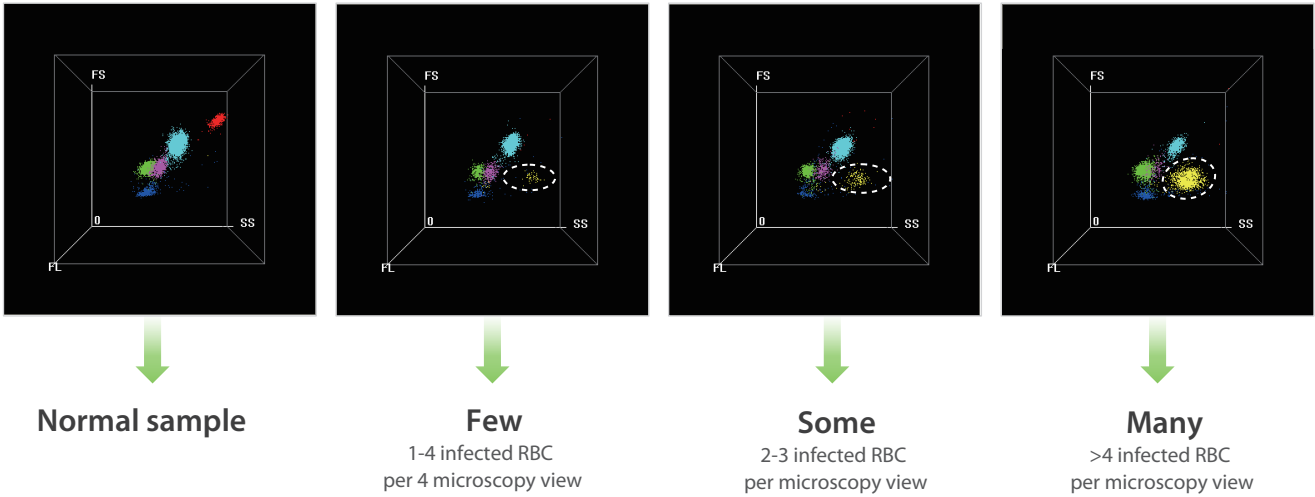 FS
0
SS
FL
FS
0
SS
FL
FS
0
SS
FL
FS
0
SS
FL
Normal sample
Few
1-4 infected RBC
per 4 microscopy view
Some
2-3 infected RBC
per microscopy view
Many
>4 infected RBC
per microscopy view